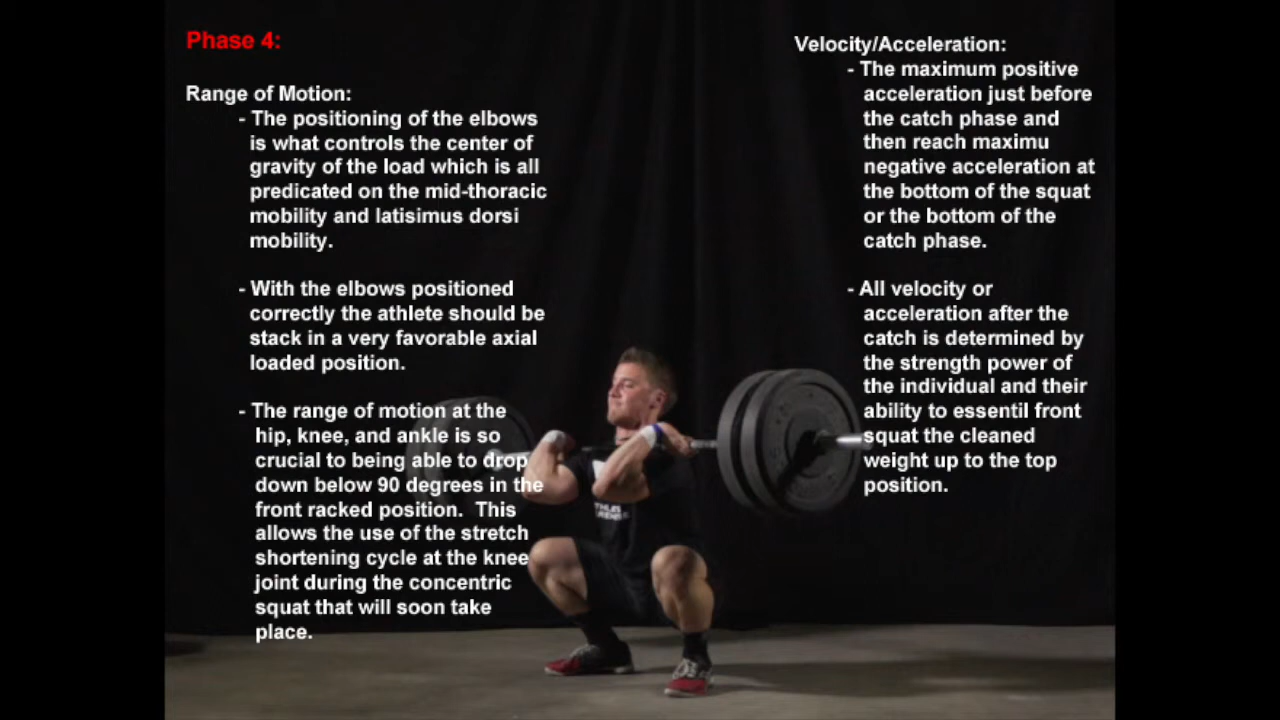 Phase 4:
Range of Motion:
- The positioning of the elbows
is what controls the center of
gravity of the load which is all
predicated on the mid-thoracic
mobility and latisimus dorsi
mobility.
- With the elbows positioned
correctly the athlete should be
stack in a very favorable axial
loaded position.
- The range of motion at the
hip, knee, and ankle is so
crucial to being able to drop
down below 90 degrees in the
front racked position. This
allows the use of the stretch
shortening cycle at the knee
joint during the concentric
squat that will soon take
place.
Velocity/Acceleration:
- The maximum positive
acceleration just before
the catch phase and
then reach maximu
negative acceleration at
the bottom of the squat
or the bottom of the
catch phase.
- All velocity or
acceleration after the
catch is determined by
the strength power of
the individual and their
ability to essentil front
squat the cleaned
weight up to the top
position.